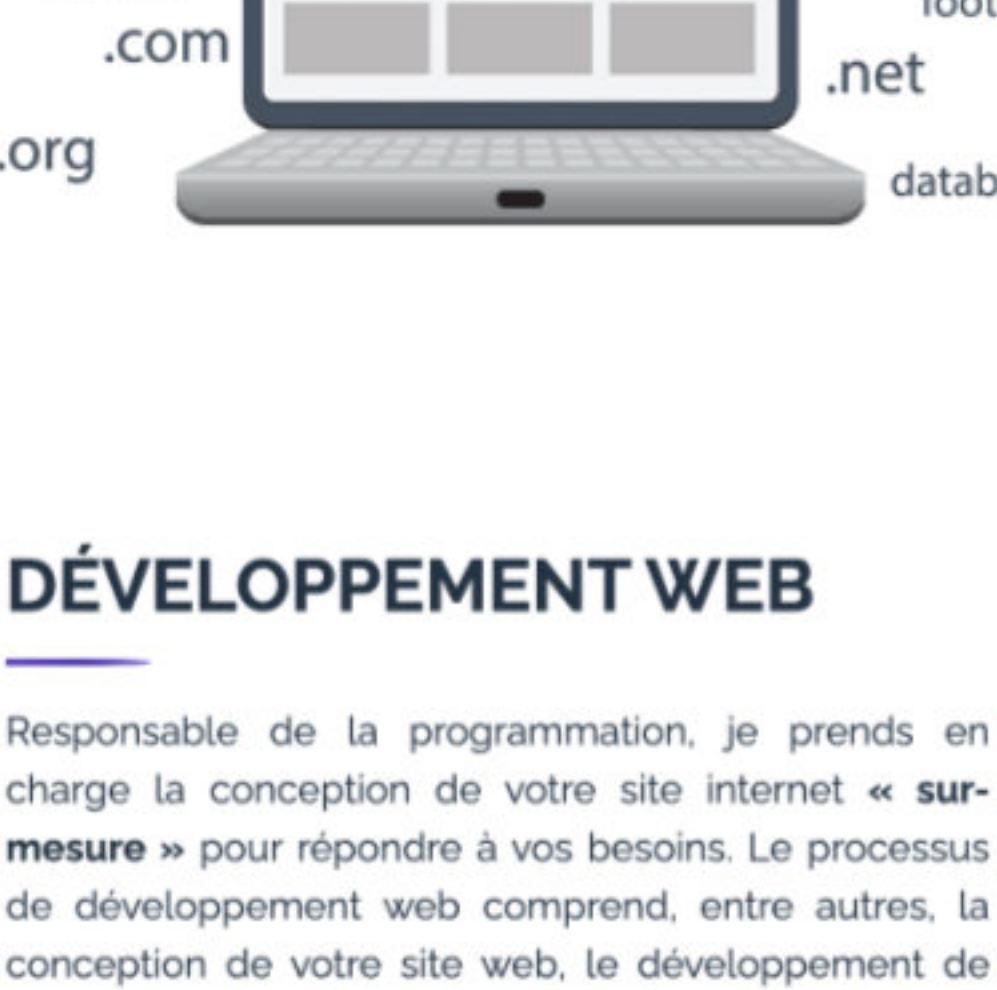 .com
.net
.org
DÉVELOPPEMENT WEB
Responsable de la programmation, je prends en
charge la conception de votre site internet « sur-
mesure » pour répondre à vos besoins. Le processus
de développement web comprend, entre autres, la
conception de votre site web, le développement de